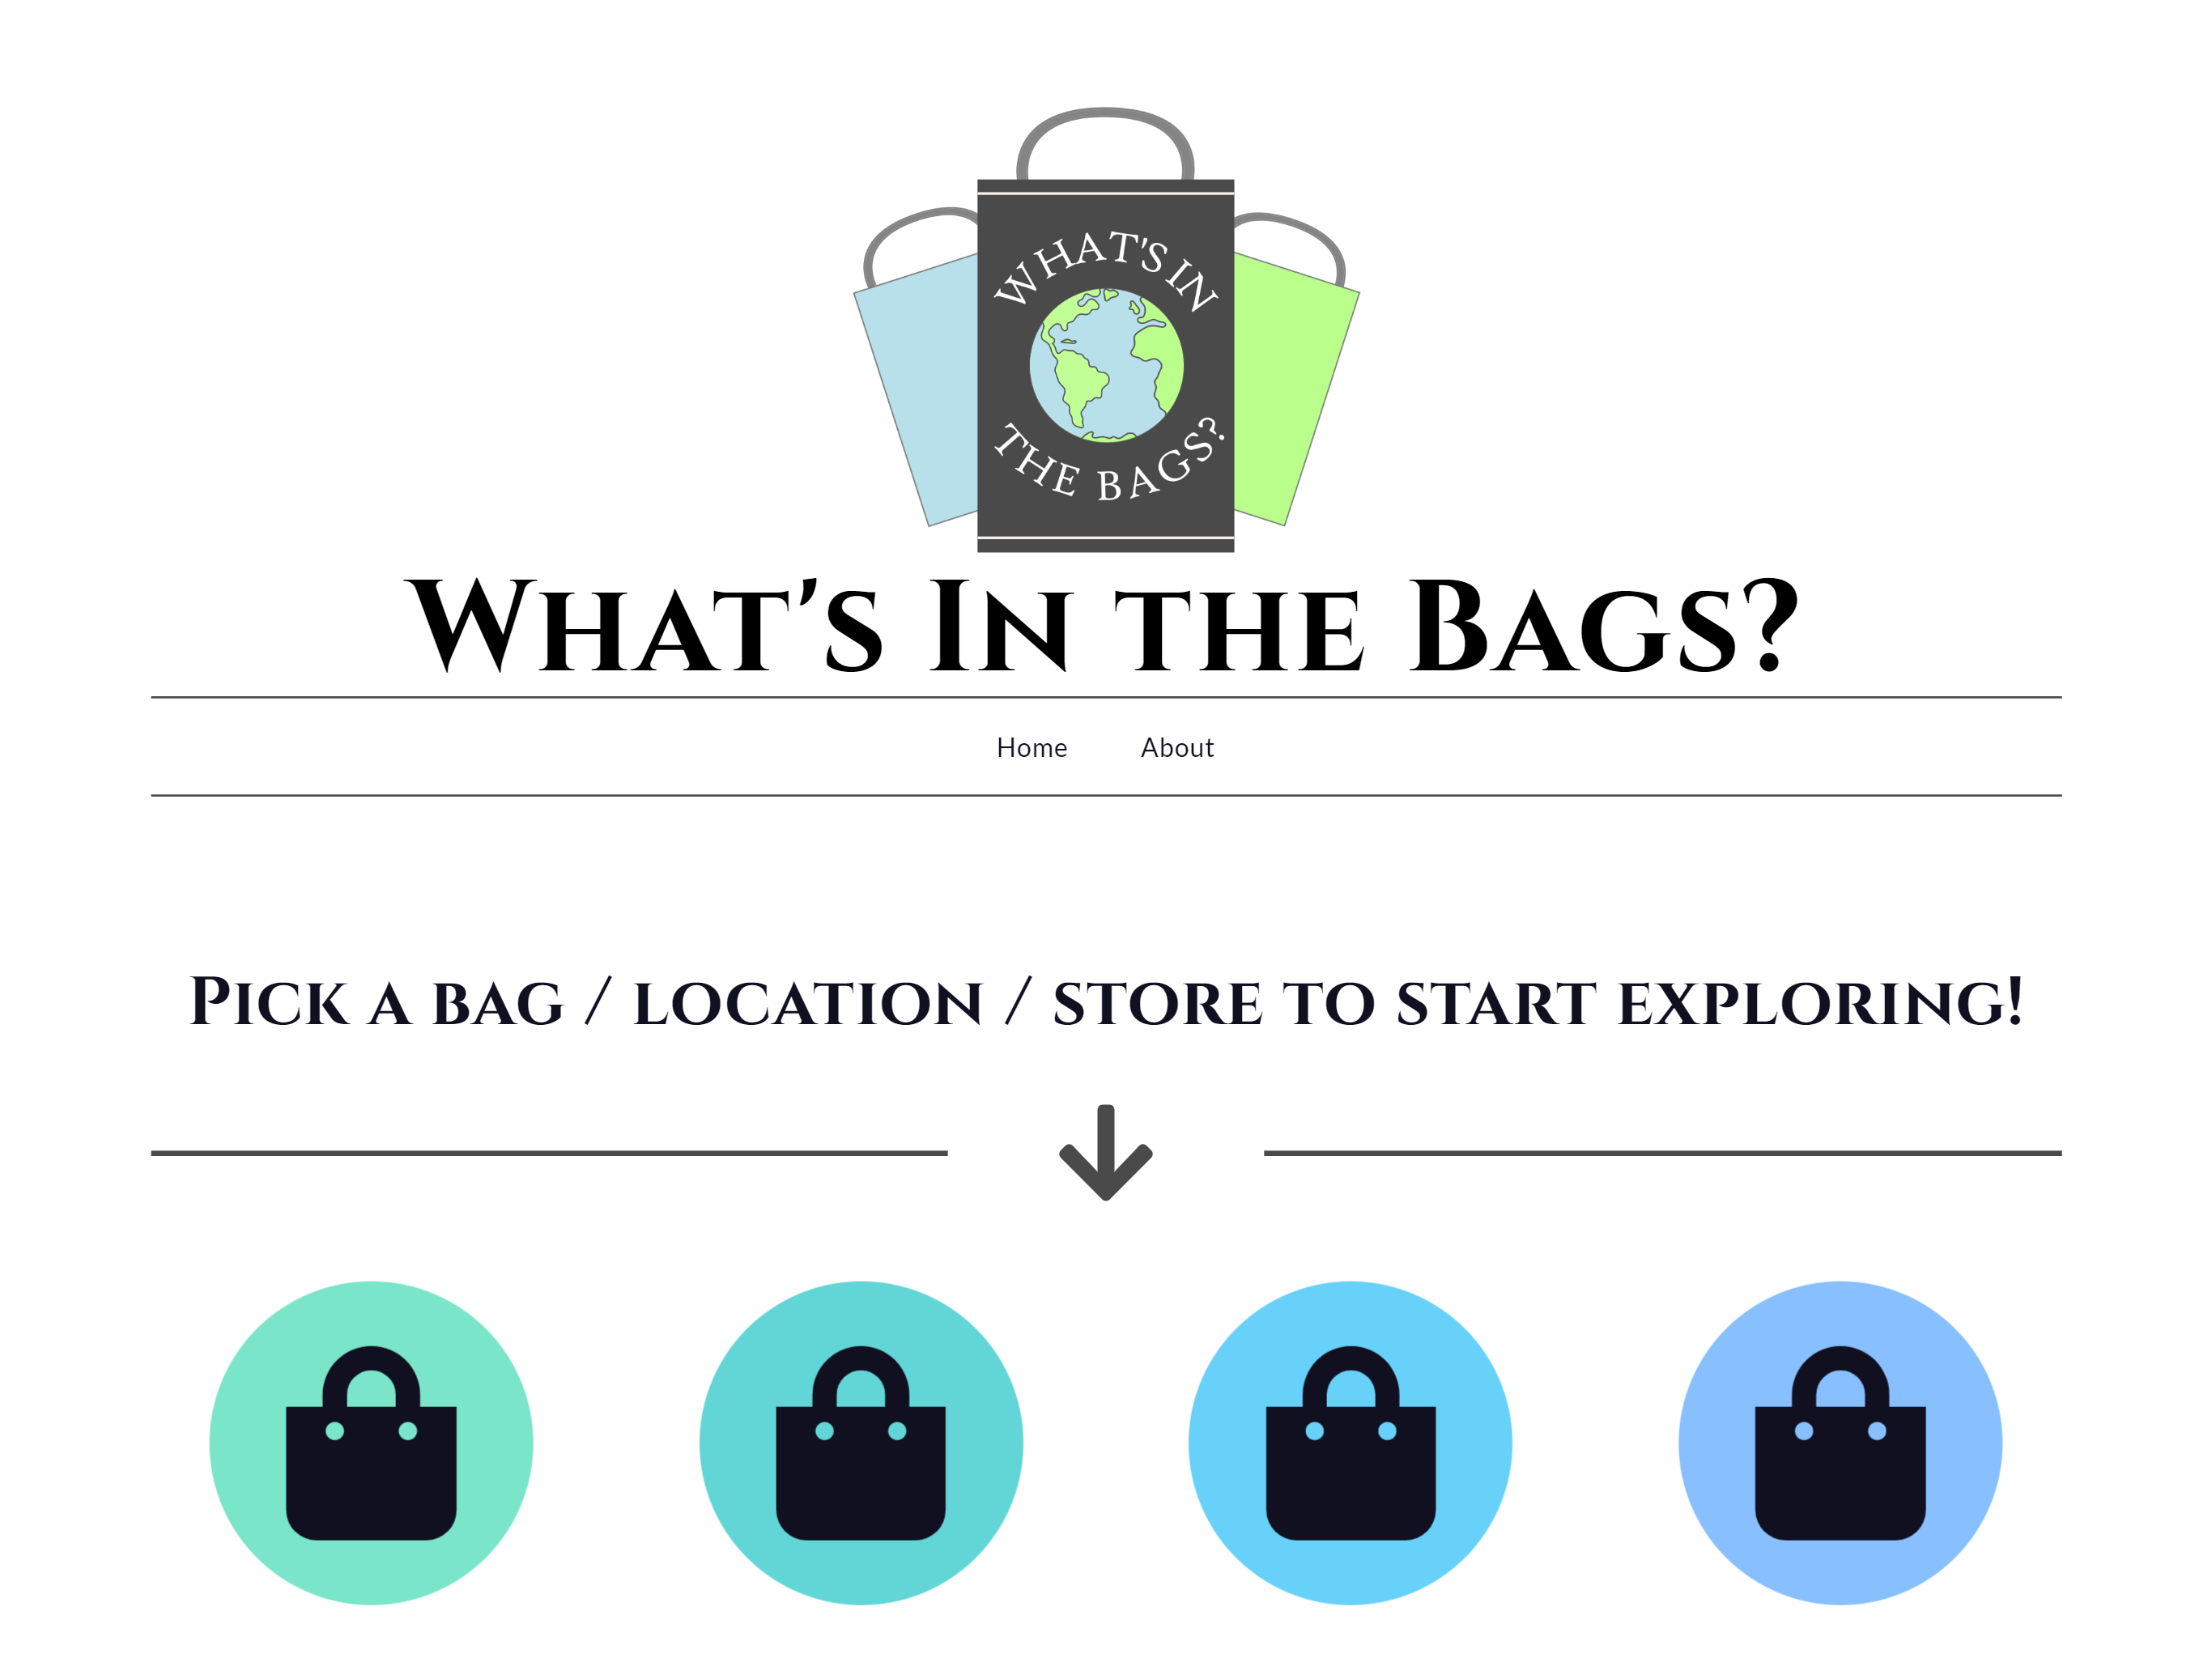 WHAT'S IN
THE BAGS?
What's In the Bags?
Home About
Pick a bag / location / store to start exploring!